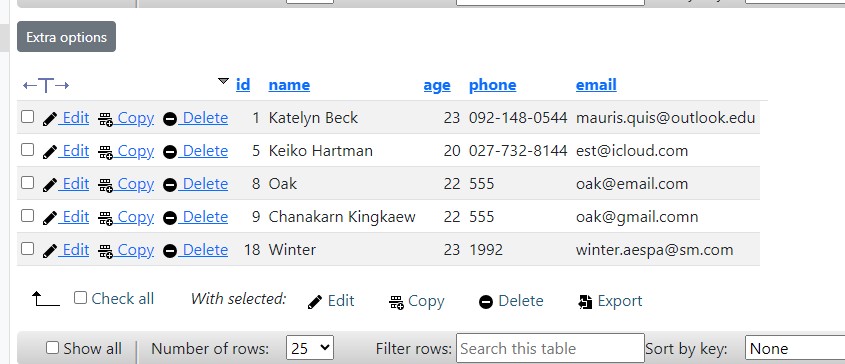 Extra options
←T→ id name age phone email
Edit Copy Delete 1 Katelyn Beck 23 092-148-0544 mauris.quis@outlook.edu
Edit Copy Delete 5 Keiko Hartman 20 027-732-8144 est@icloud.com
Edit Copy Delete 8 Oak 22 555 oak@email.com
Edit Copy Delete 9 Chanakarn Kingkaew 22 555 oak@gmail.comn
Edit Copy Delete 18 Winter 23 1992 winter.aespa@sm.com
Check all With selected: Edit Copy Delete Export
Show all Number of rows: 25 Filter rows: Search this table Sort by key: None